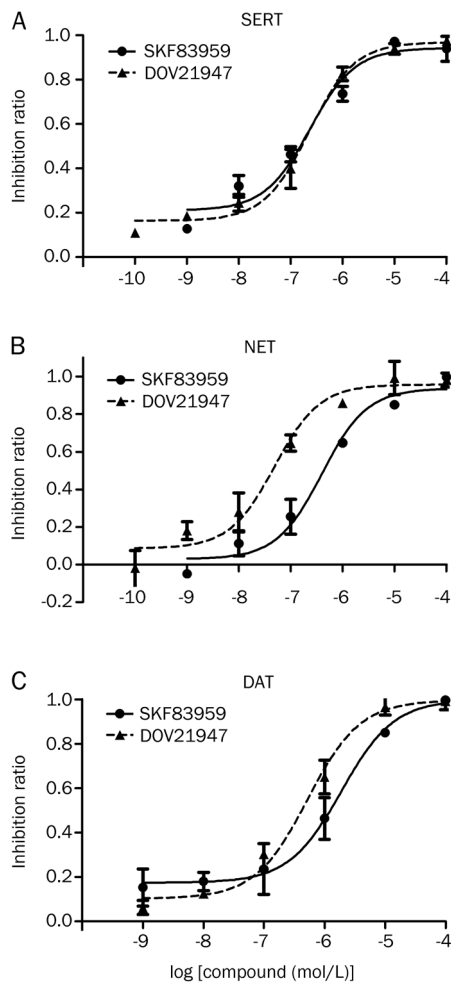 A
SERT
SKF83959
DOV21947
Inhibition ratio
1.0
0.8
0.6
0.4
0.2
0.0
-10 -9 -8 -7 -6 -5 -4
B
NET
SKF83959
DOV21947
Inhibition ratio
1.0
0.8
0.6
0.4
0.2
0.0
-0.2
-10 -9 -8 -7 -6 -5 -4
C
DAT
SKF83959
DOV21947
Inhibition ratio
1.0
0.8
0.6
0.4
0.2
0.0
-9 -8 -7 -6 -5 -4
log [compound (mol/L)]